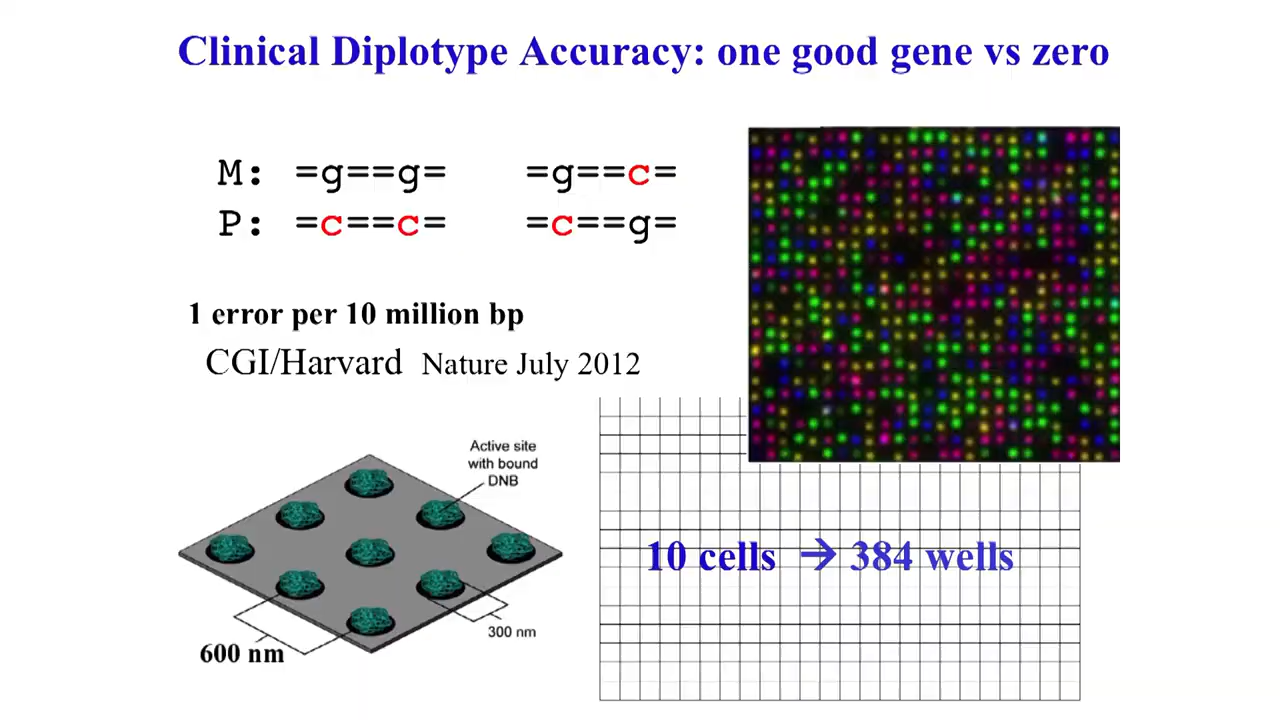 Clinical Diplotype Accuracy: one good gene vs zero
M: =g==g= =g==c=
P: =c==c= =c==g=
1 error per 10 million bp
CGI/Harvard Nature July 2012
Active site
with bound
DNB
300 nm
600 nm
10 cells → 384 wells